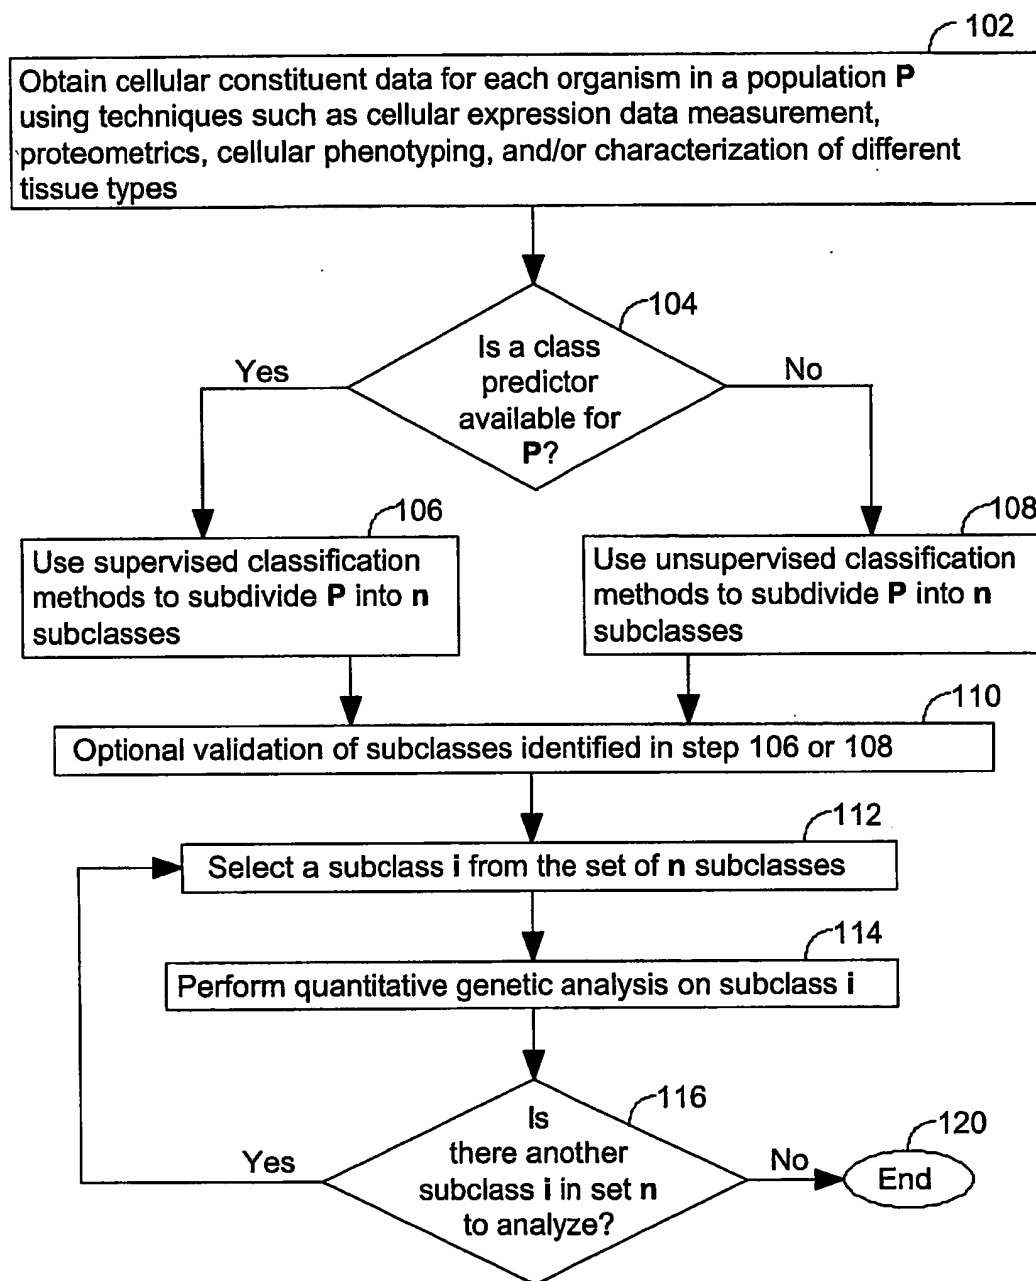 102
Obtain cellular constituent data for each organism in a population P
using techniques such as cellular expression data measurement,
proteometrics, cellular phenotyping, and/or characterization of different
tissue types
104
Is a class
predictor
available for
P?
Yes
No
106
Use supervised classification
methods to subdivide P into n
subclasses
108
Use unsupervised classification
methods to subdivide P into n
subclasses
110
Optional validation of subclasses identified in step 106 or 108
112
Select a subclass i from the set of n subclasses
114
Perform quantitative genetic analysis on subclass i
116
Is
there another
subclass i in set n
to analyze?
Yes
No
120
End